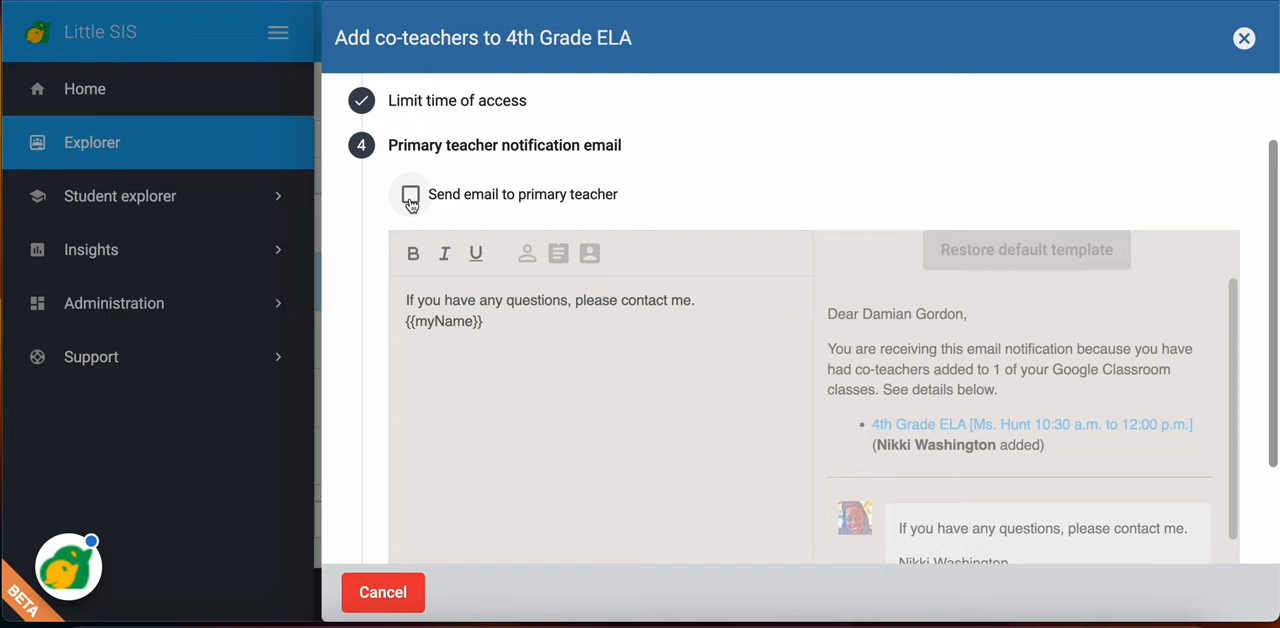 Little SIS
Add co-teachers to 4th Grade ELA
Home
Explorer
Student explorer
Insights
Administration
Support
BETA
Limit time of access
4
Primary teacher notification email
Send email to primary teacher
B I U
Restore default template
If you have any questions, please contact me.
{{myName}}
Dear Damian Gordon,
You are receiving this email notification because you have
had co-teachers added to 1 of your Google Classroom
classes. See details below.
• 4th Grade ELA [Ms. Hunt 10:30 a.m. to 12:00 p.m.]
(Nikki Washington added)
If you have any questions, please contact me.
Nikki Washington
Cancel